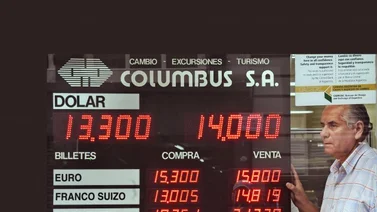 CAMBIO - EXCURSIONES - TURISMO
COLUMBUS S.A.
DOLAR
13.300 14.000
BILLETES COMPRA VENTA
EURO 15.300 15.800
FRANCO SUIZO 13.005 14.819